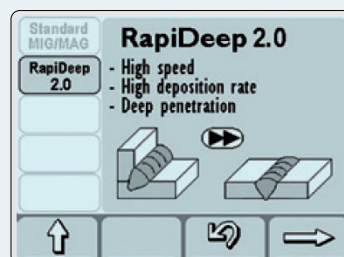 Standard
MIG/MAG
RapiDeep
2.0
RapiDeep 2.0
- High speed
- High deposition rate
- Deep penetration